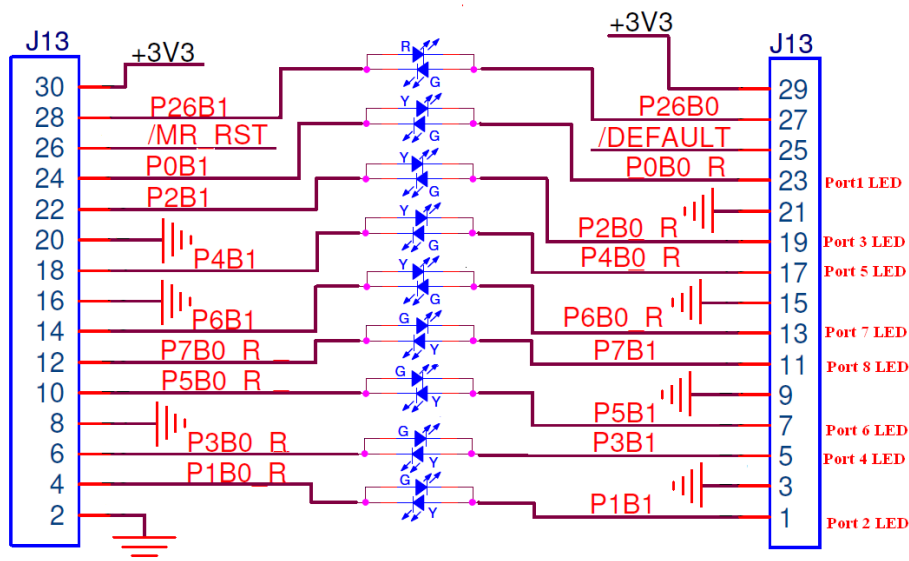 J13 +3V3 +3V3 J13
30 29
28 P26B1 R G P26B0 27
26 /MR_RST /DEFAULT 25
24 P0B1 Y G P0B0_R 23 Port1 LED
22 P2B1 Y G 21
20 P2B0_R 19 Port 3 LED
18 P4B1 Y G P4B0_R 17 Port 5 LED
16 15
14 P6B1 Y G P6B0_R 13 Port 7 LED
12 P7B0_R_ G Y P7B1 11 Port 8 LED
10 P5B0_R_ G Y 9
8 P5B1 7 Port 6 LED
6 P3B0_R G Y P3B1 5 Port 4 LED
4 P1B0_R G Y 3
2 P1B1 1 Port 2 LED